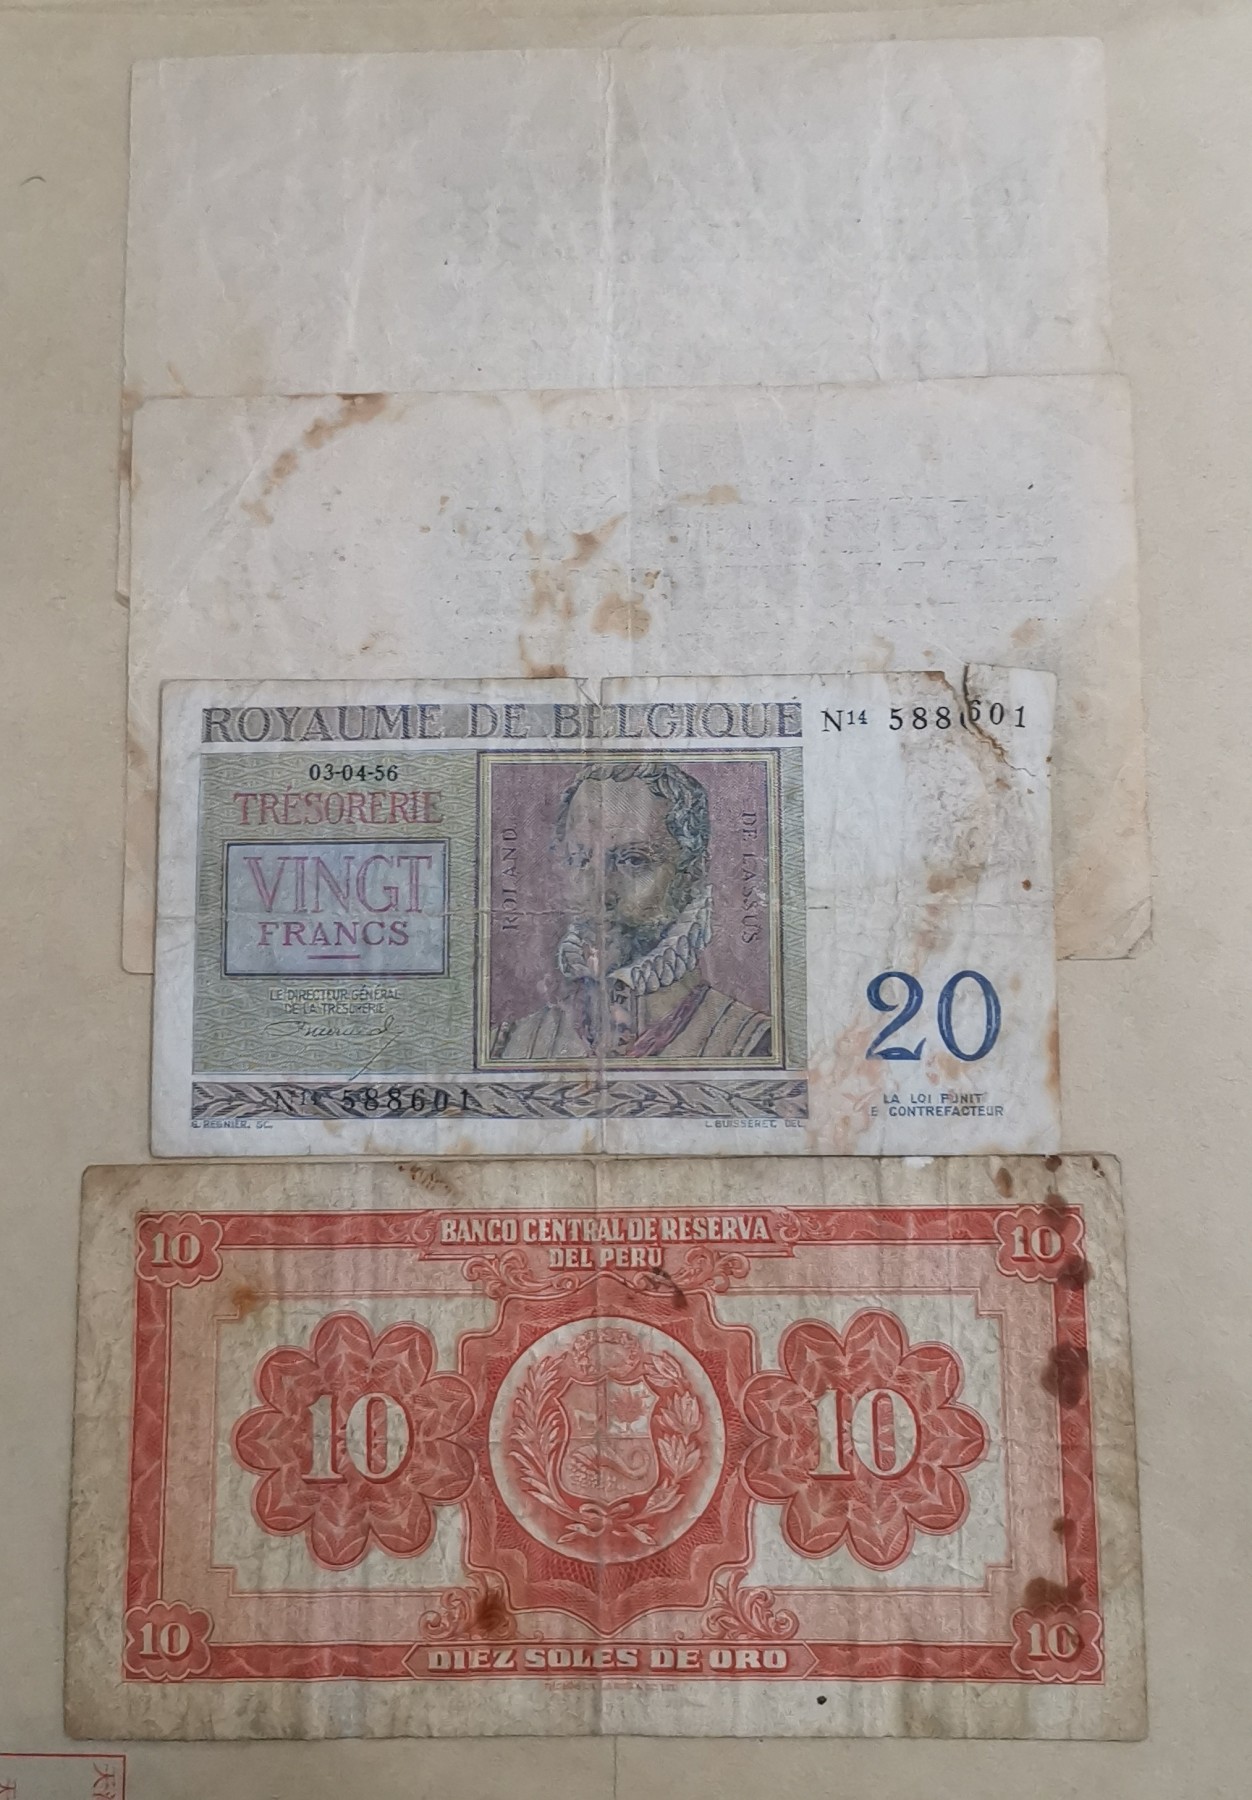 ROYAUME DE BELGIQUE
N14 588601
03-04-56
TRÉSORERIE
VINGT
FRANCS
ROLAND
DE LASSUS
LE DIRECTEUR GÉNÉRAL
DE LA TRÉSORERIE
20
N14 588601
LA LOI PUNIT
E CONTREFACTEUR
G. REGNIER, SC.
L. BUISSERET, DEL.
BANCO CENTRAL DE RESERVA
DEL PERÚ
10
10
10
10
10
10
DIEZ SOLES DE ORO